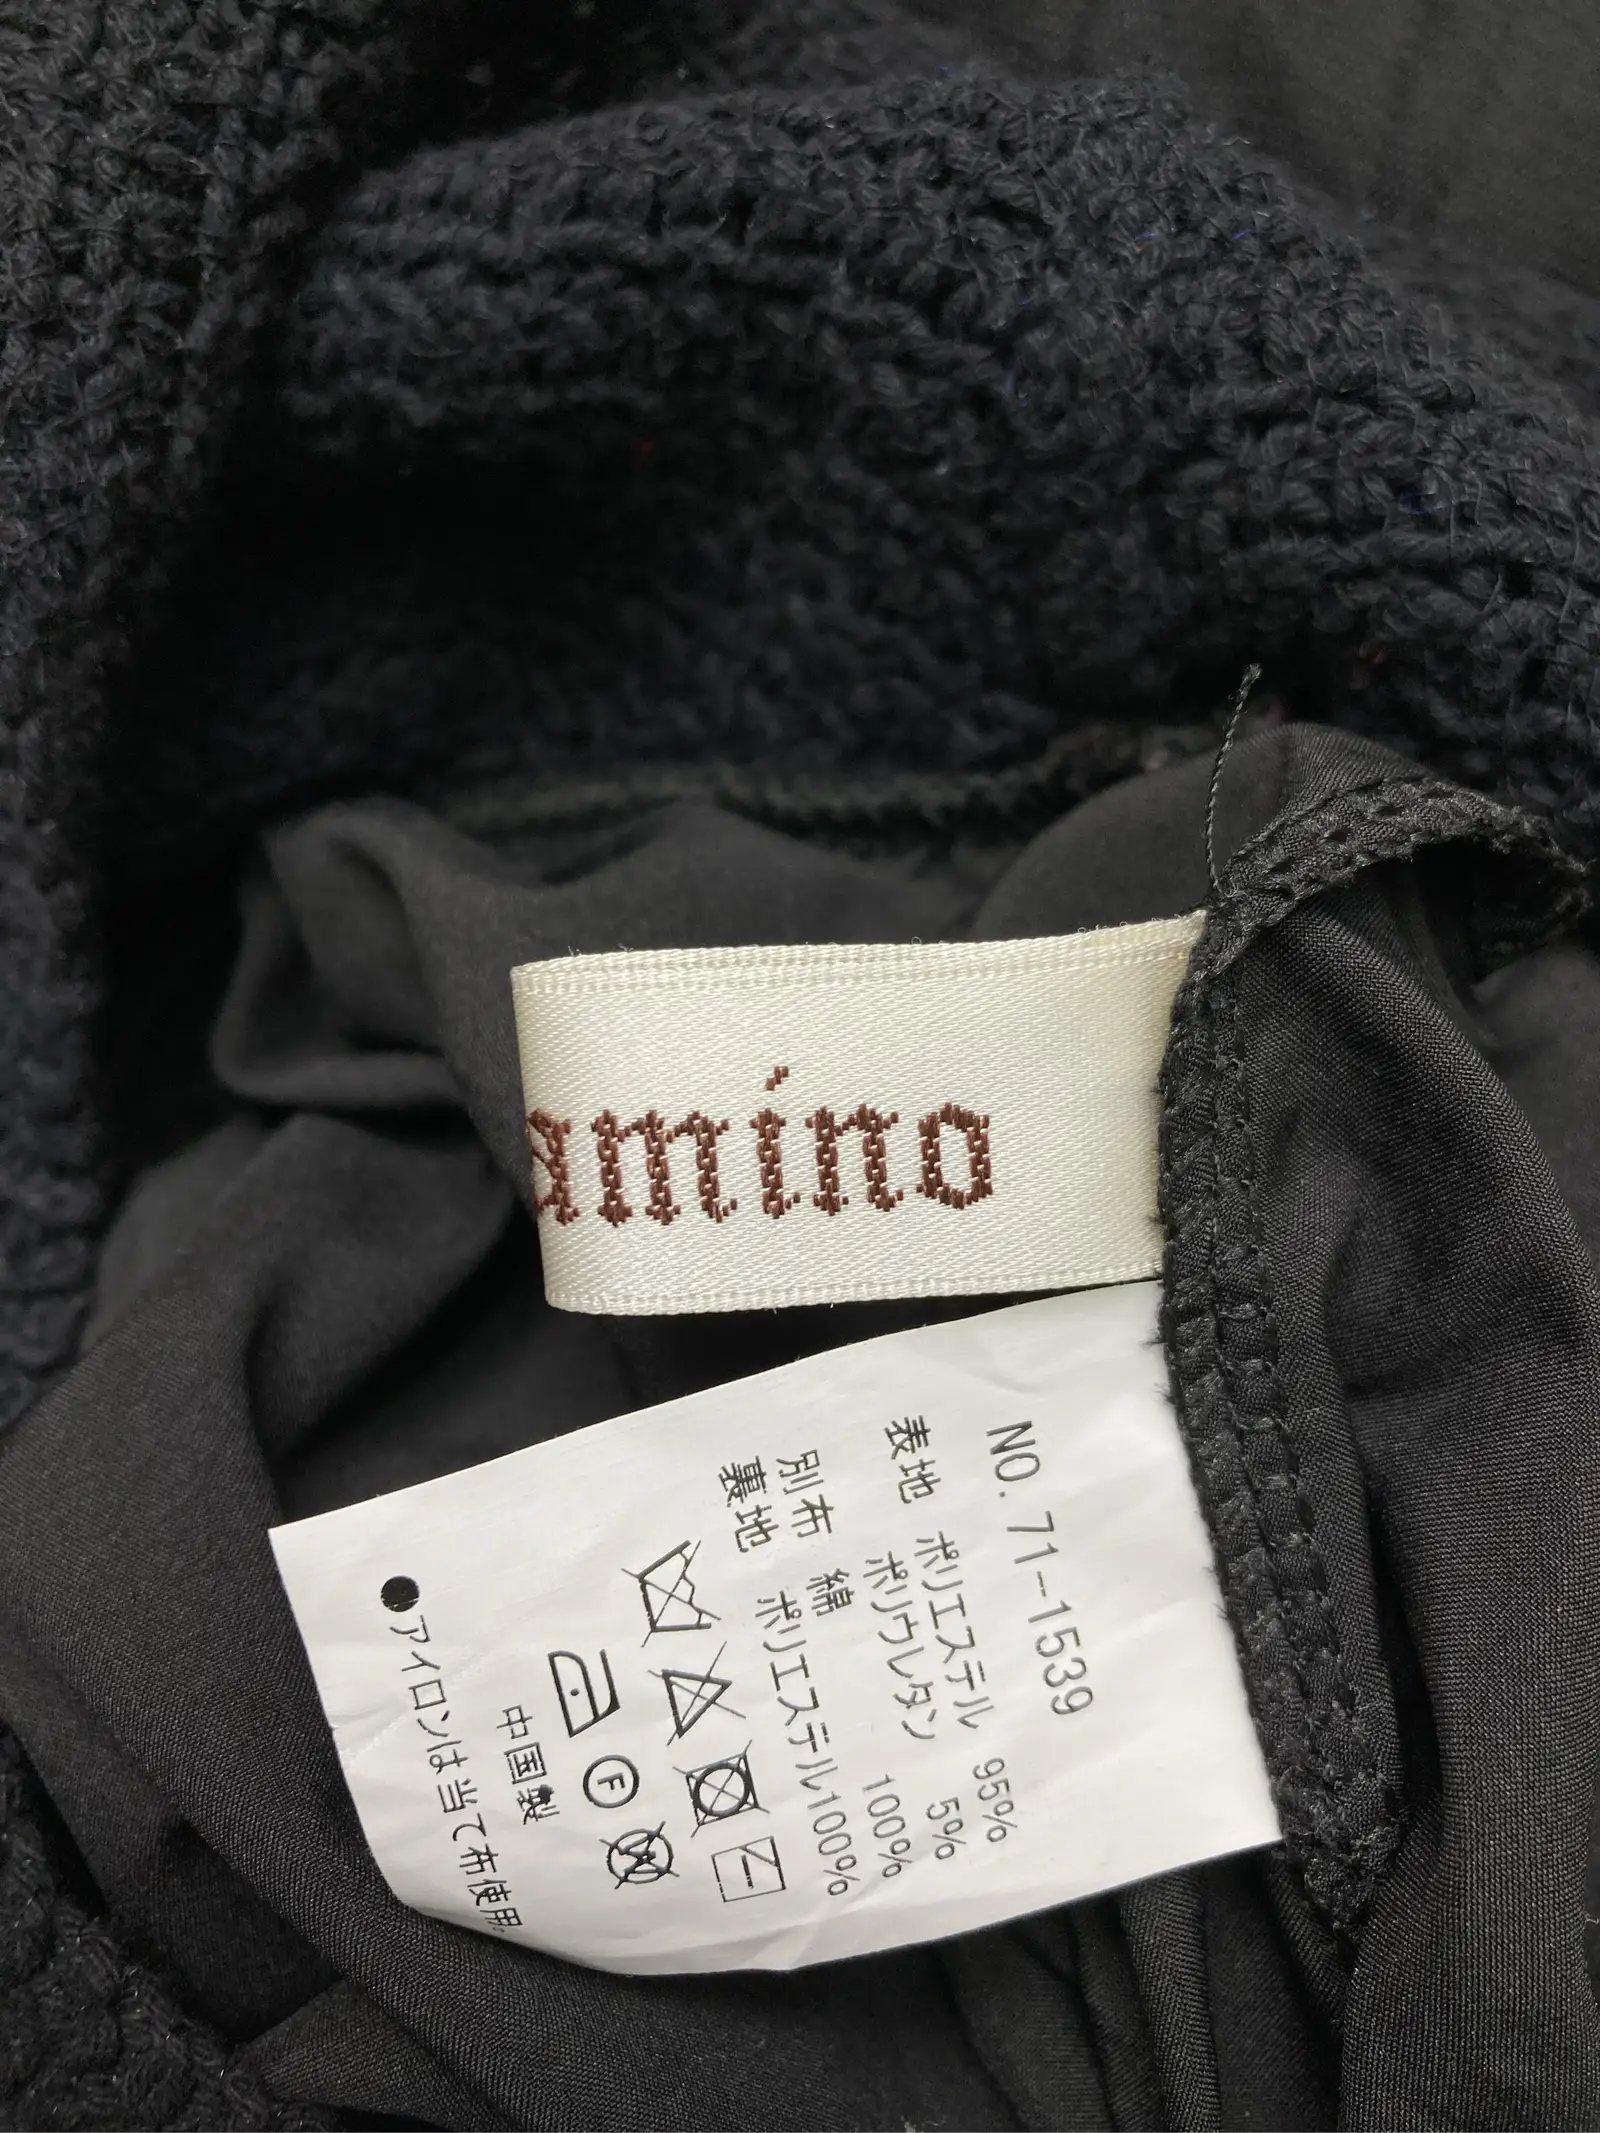 amino
NO. 71-1539
表地 ポリエステル 95%
ポリウレタン 5%
別布 綿 100%
裏地 ポリエステル100%
F
W
中国製
●アイロンは当て布使用。